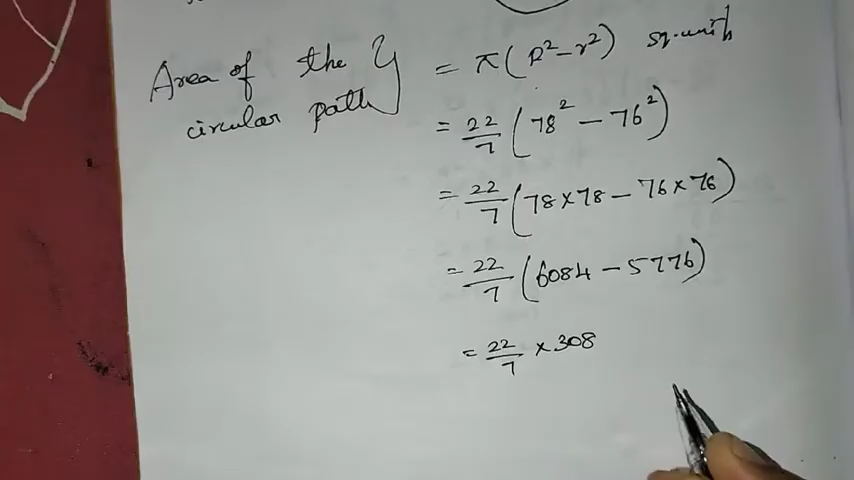 Area of the circular path = π(R² - r²) sq.units
= 22/7 (78² - 76²)
= 22/7 (78×78 - 76×76)
= 22/7 (6084 - 5776)
= 22/7 × 308